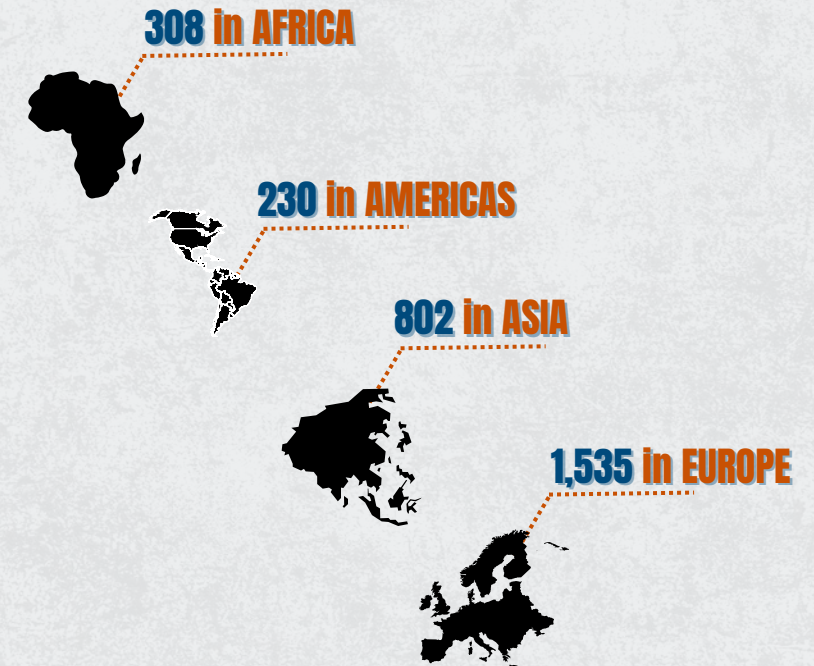 308 in AFRICA
230 in AMERICAS
802 in ASIA
1,535 in EUROPE